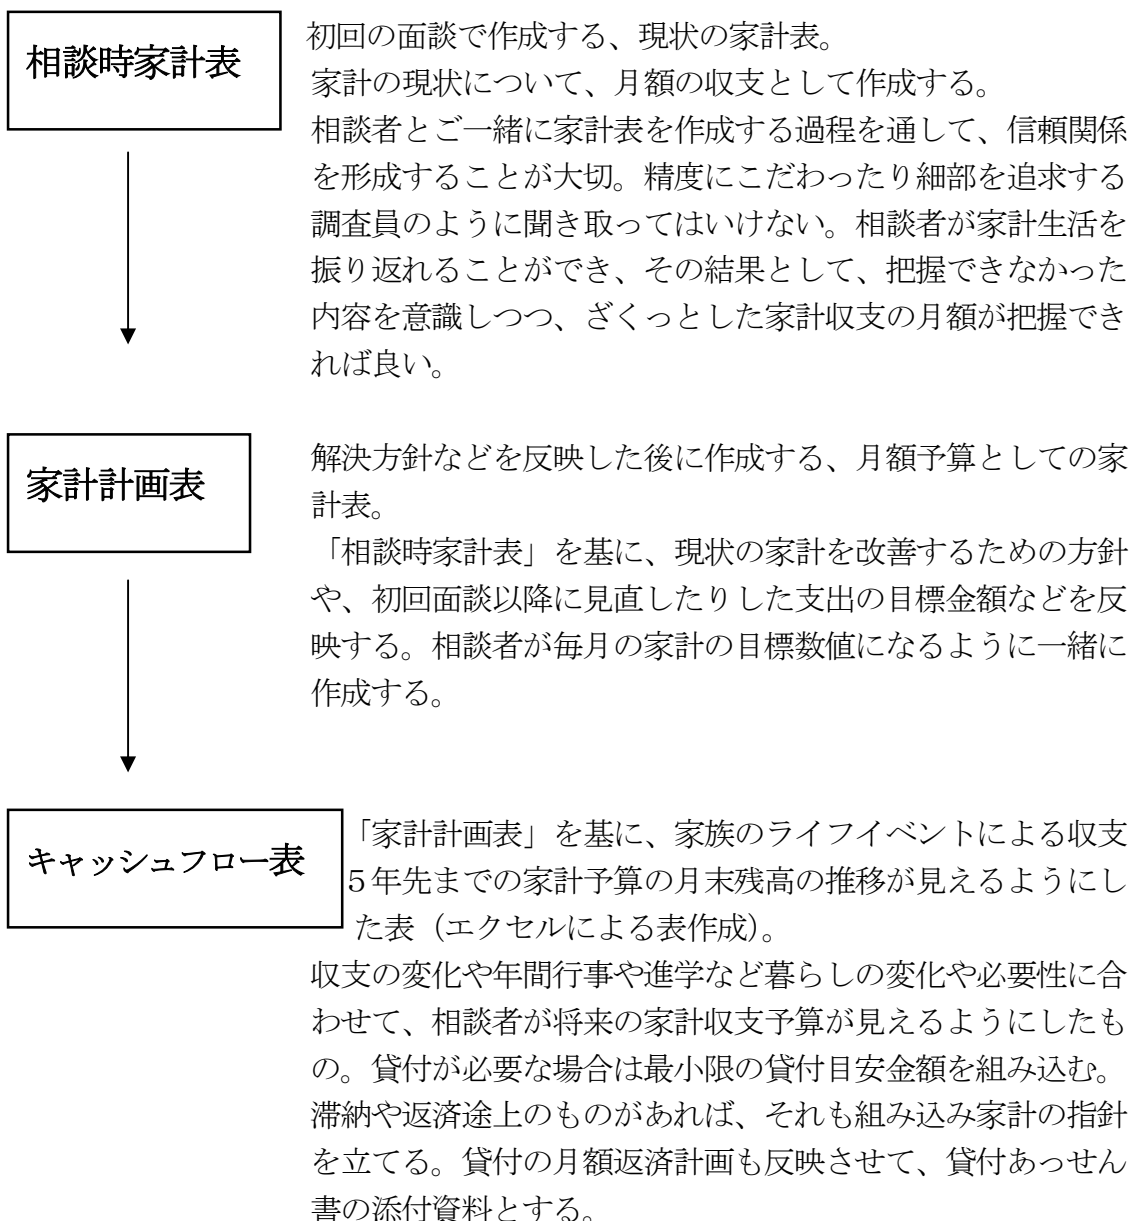 相談時家計表
初回の面談で作成する、現状の家計表。
家計の現状について、月額の収支として作成する。
相談者とご一緒に家計表を作成する過程を通して、信頼関係
を形成することが大切。精度にこだわったり細部を追求する
調査員のように聞き取ってはいけない。相談者が家計生活を
振り返れることができ、その結果として、把握できなかった
内容を意識しつつ、ざくっとした家計収支の月額が把握でき
れば良い。
家計計画表
解決方針などを反映した後に作成する、月額予算としての家
計表。
「相談時家計表」を基に、現状の家計を改善するための方針
や、初回面談以降に見直したりした支出の目標金額などを反
映する。相談者が毎月の家計の目標数値になるように一緒に
作成する。
キャッシュフロー表
「家計計画表」を基に、家族のライフイベントによる収支
５年先までの家計予算の月末残高の推移が見えるようにし
た表（エクセルによる表作成）。
収支の変化や年間行事や進学など暮らしの変化や必要性に合
わせて、相談者が将来の家計収支予算が見えるようにしたも
の。貸付が必要な場合は最小限の貸付目安金額を組み込む。
滞納や返済途上のものがあれば、それも組み込み家計の指針
を立てる。貸付の月額返済計画も反映させて、貸付あっせん
書の添付資料とする。